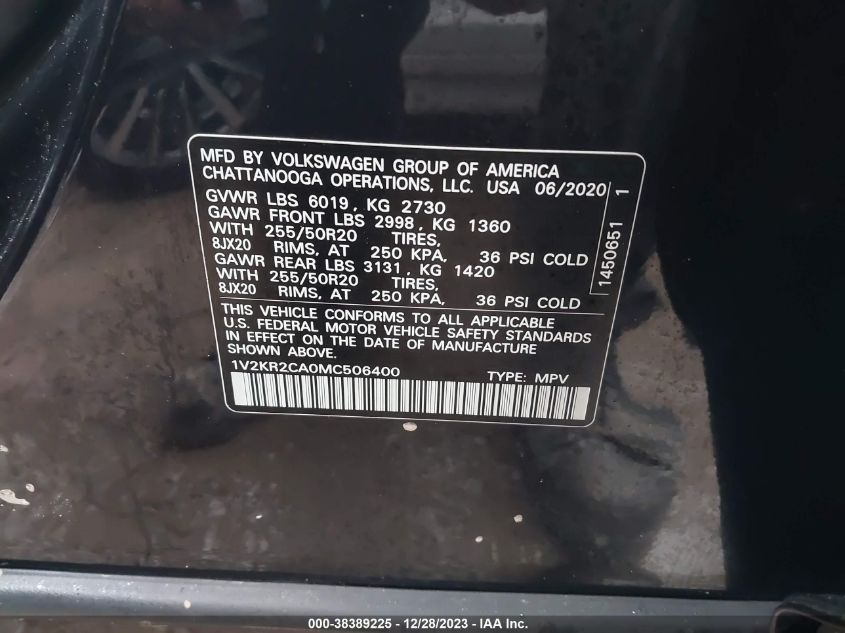 MFD BY VOLKSWAGEN GROUP OF AMERICA
CHATTANOOGA OPERATIONS, LLC. USA 06/2020
GVWR LBS 6019, KG 2730
GAWR FRONT LBS 2998, KG 1360
WITH 255/50R20 TIRES,
8JX20 RIMS, AT 250 KPA, 36 PSI COLD
GAWR REAR LBS 3131, KG 1420
WITH 255/50R20 TIRES,
8JX20 RIMS, AT 250 KPA, 36 PSI COLD
THIS VEHICLE CONFORMS TO ALL APPLICABLE
U.S. FEDERAL MOTOR VEHICLE SAFETY STANDARDS
IN EFFECT ON THE DATE OF MANUFACTURE
SHOWN ABOVE.
1V2KR2CA0MC506400 TYPE: MPV
1450651 1
000-38389225 - 12/28/2023 - IAA Inc.